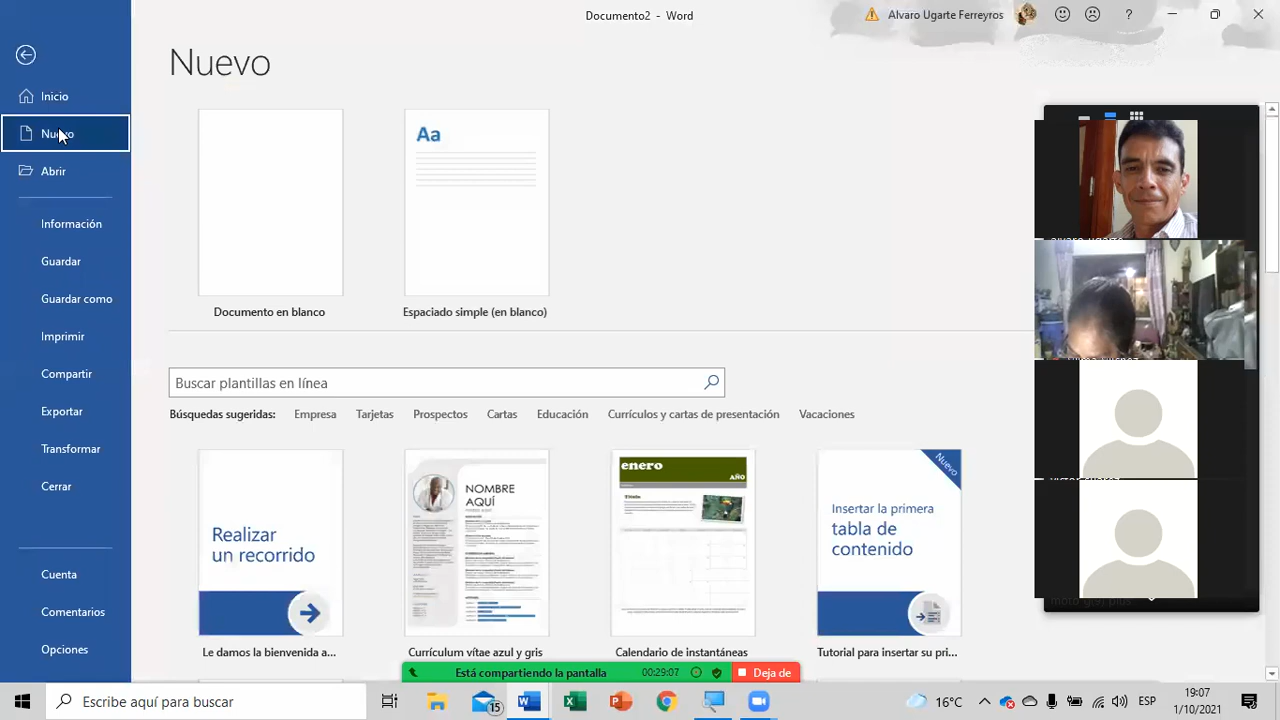 Documento2 - Word
Alvaro Ugarte Ferreyros
?
Nuevo
Inicio
Nuevo
Abrir
Información
Guardar
Guardar como
Imprimir
Compartir
Exportar
Transformar
Cerrar
Cuenta
Comentarios
Opciones
Aa
Documento en blanco
Espaciado simple (en blanco)
Buscar plantillas en línea
Búsquedas sugeridas: Empresa Tarjetas Prospectos Cartas Educación Currículos y cartas de presentación Vacaciones
Realizar
un recorrido
NOMBRE
AQUÍ
enero
AÑO
Título
Nuevo
Insertar la primera
tabla de
contenido
Le damos la bienvenida a...
Currículum vítae azul y gris
Calendario de instantáneas
Tutorial para insertar su pri...
Está compartiendo la pantalla 00:29:07 Deja de
Escribe aquí para buscar
15
16°C
ESP
19:07
1/10/2021